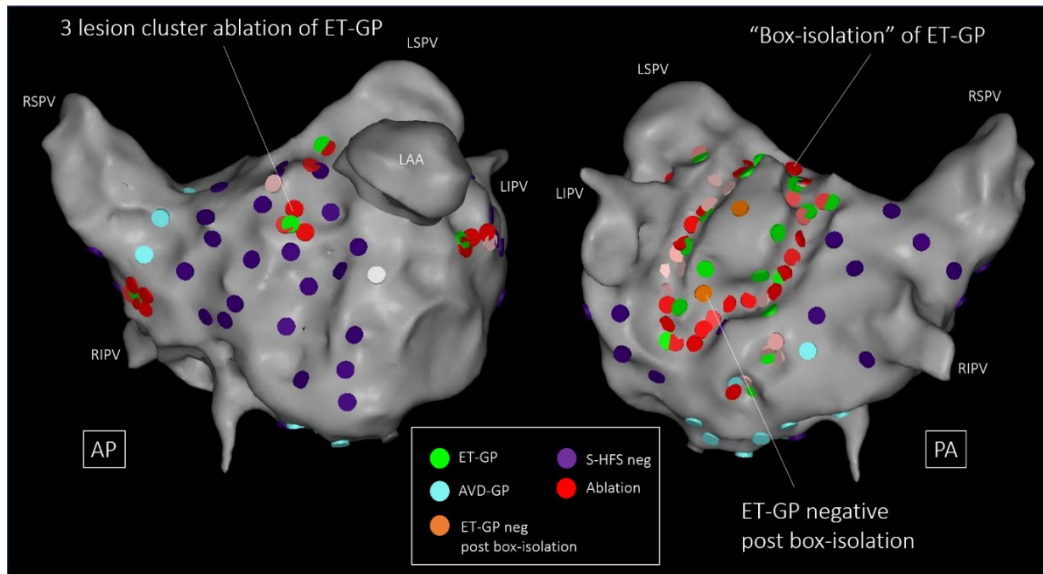 3 lesion cluster ablation of ET-GP
“Box-isolation” of ET-GP
LSPV
RSPV
LAA
LIPV
RIPV
AP
LSPV
RSPV
LIPV
RIPV
PA
ET-GP
S-HFS neg
AVD-GP
Ablation
ET-GP neg
post box-isolation
ET-GP negative
post box-isolation